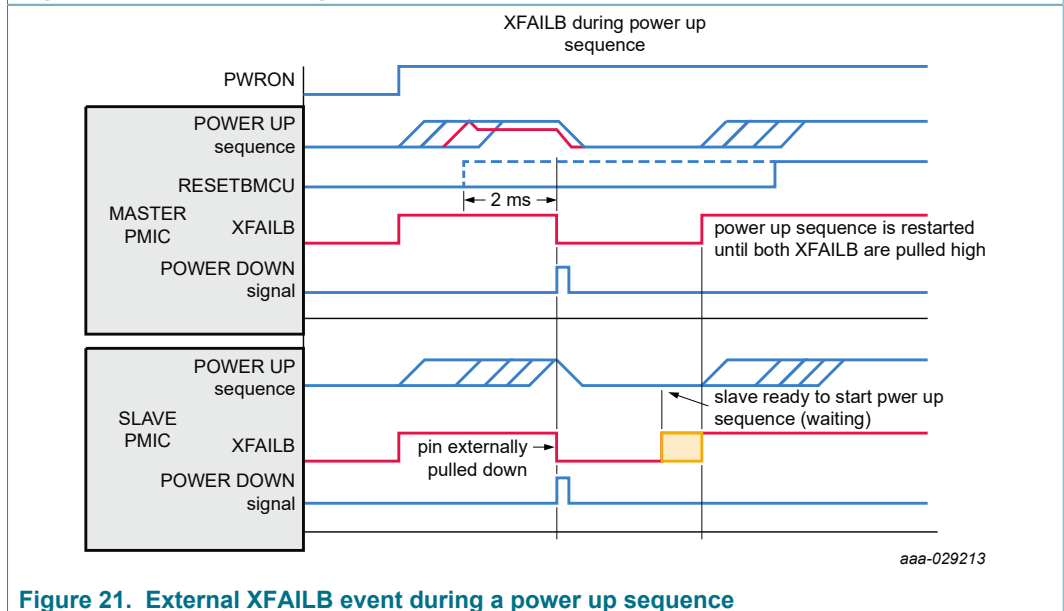 XFAILB during power up
sequence
PWRON
POWER UP
sequence
RESETBMCU
2 ms
MASTER
PMIC
XFAILB
power up sequence is restarted
until both XFAILB are pulled high
POWER DOWN
signal
POWER UP
sequence
slave ready to start pwer up
sequence (waiting)
SLAVE
PMIC
XFAILB
pin externally
pulled down
POWER DOWN
signal
aaa-029213
Figure 21. External XFAILB event during a power up sequence